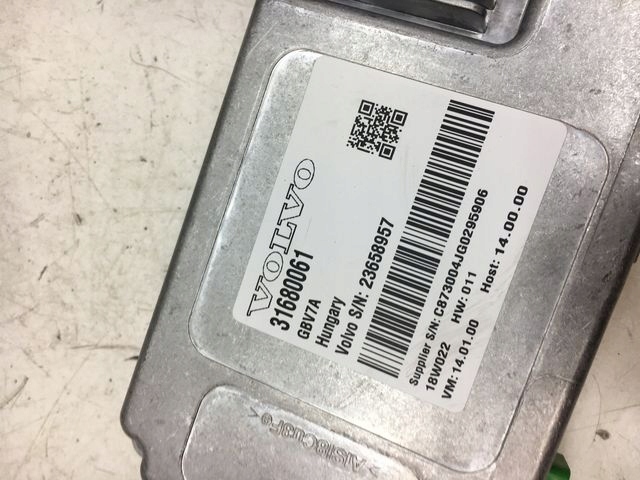 VOLVO
31680061
GBV7A
Hungary
Volvo S/N: 23658957
Supplier S/N: C873004JG0295906
18W022 HW: 011
VM: 14.01.00 Host: 14.00.00
>AlSi12Cu3Fe<